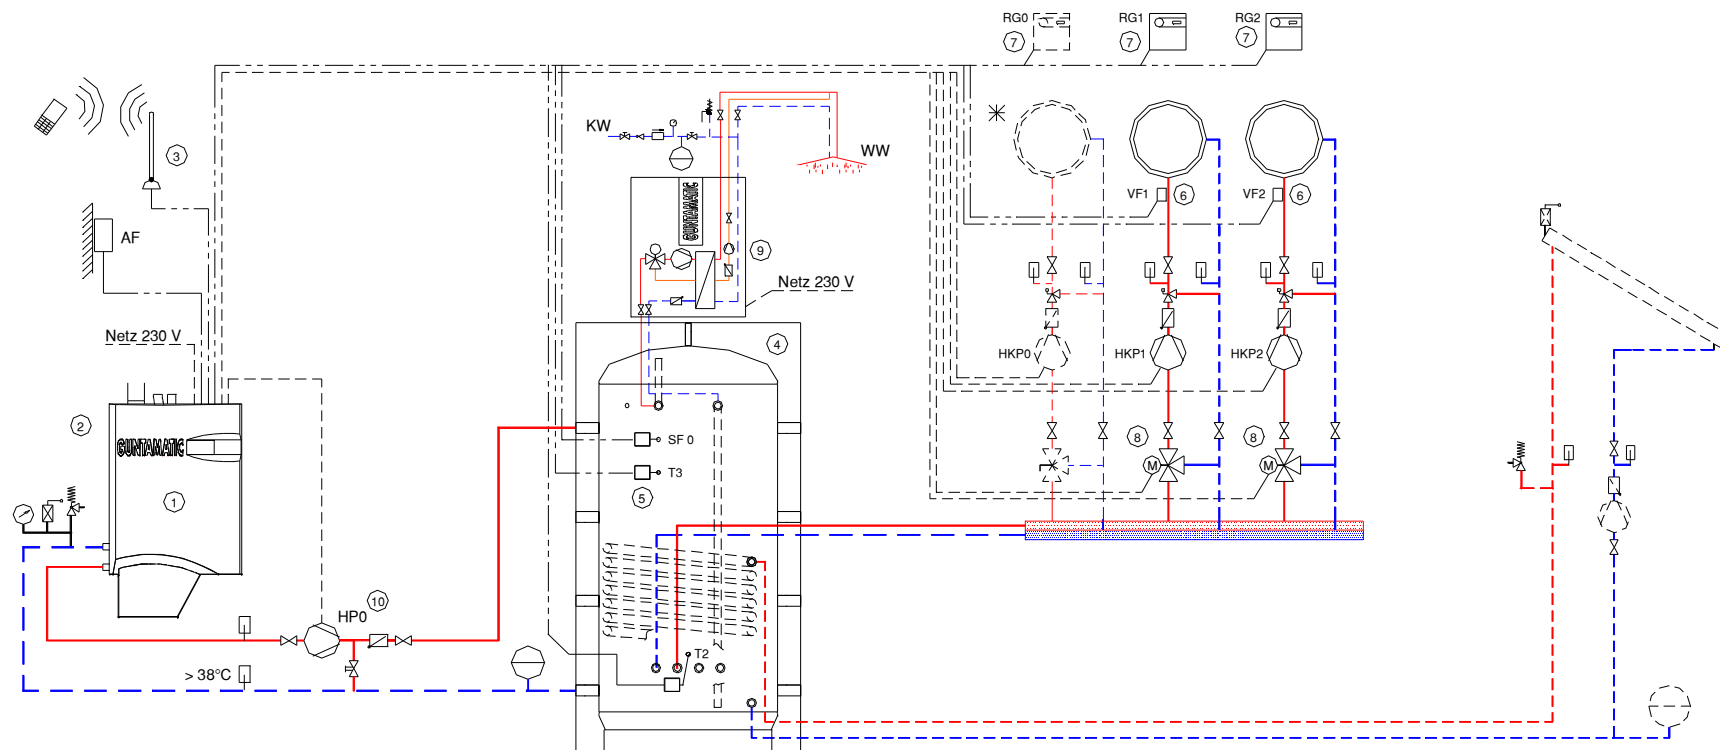 RG0
7
RG1
7
RG2
7
KW
WW
3
AF
VF1
6
VF2
6
GUNTAMATIC
9
Netz 230 V
Netz 230 V
4
HKP0
HKP1
HKP2
2
GUNTAMATIC
1
SF 0
T3
5
8
M
8
M
HP0
10
T2
> 38°C